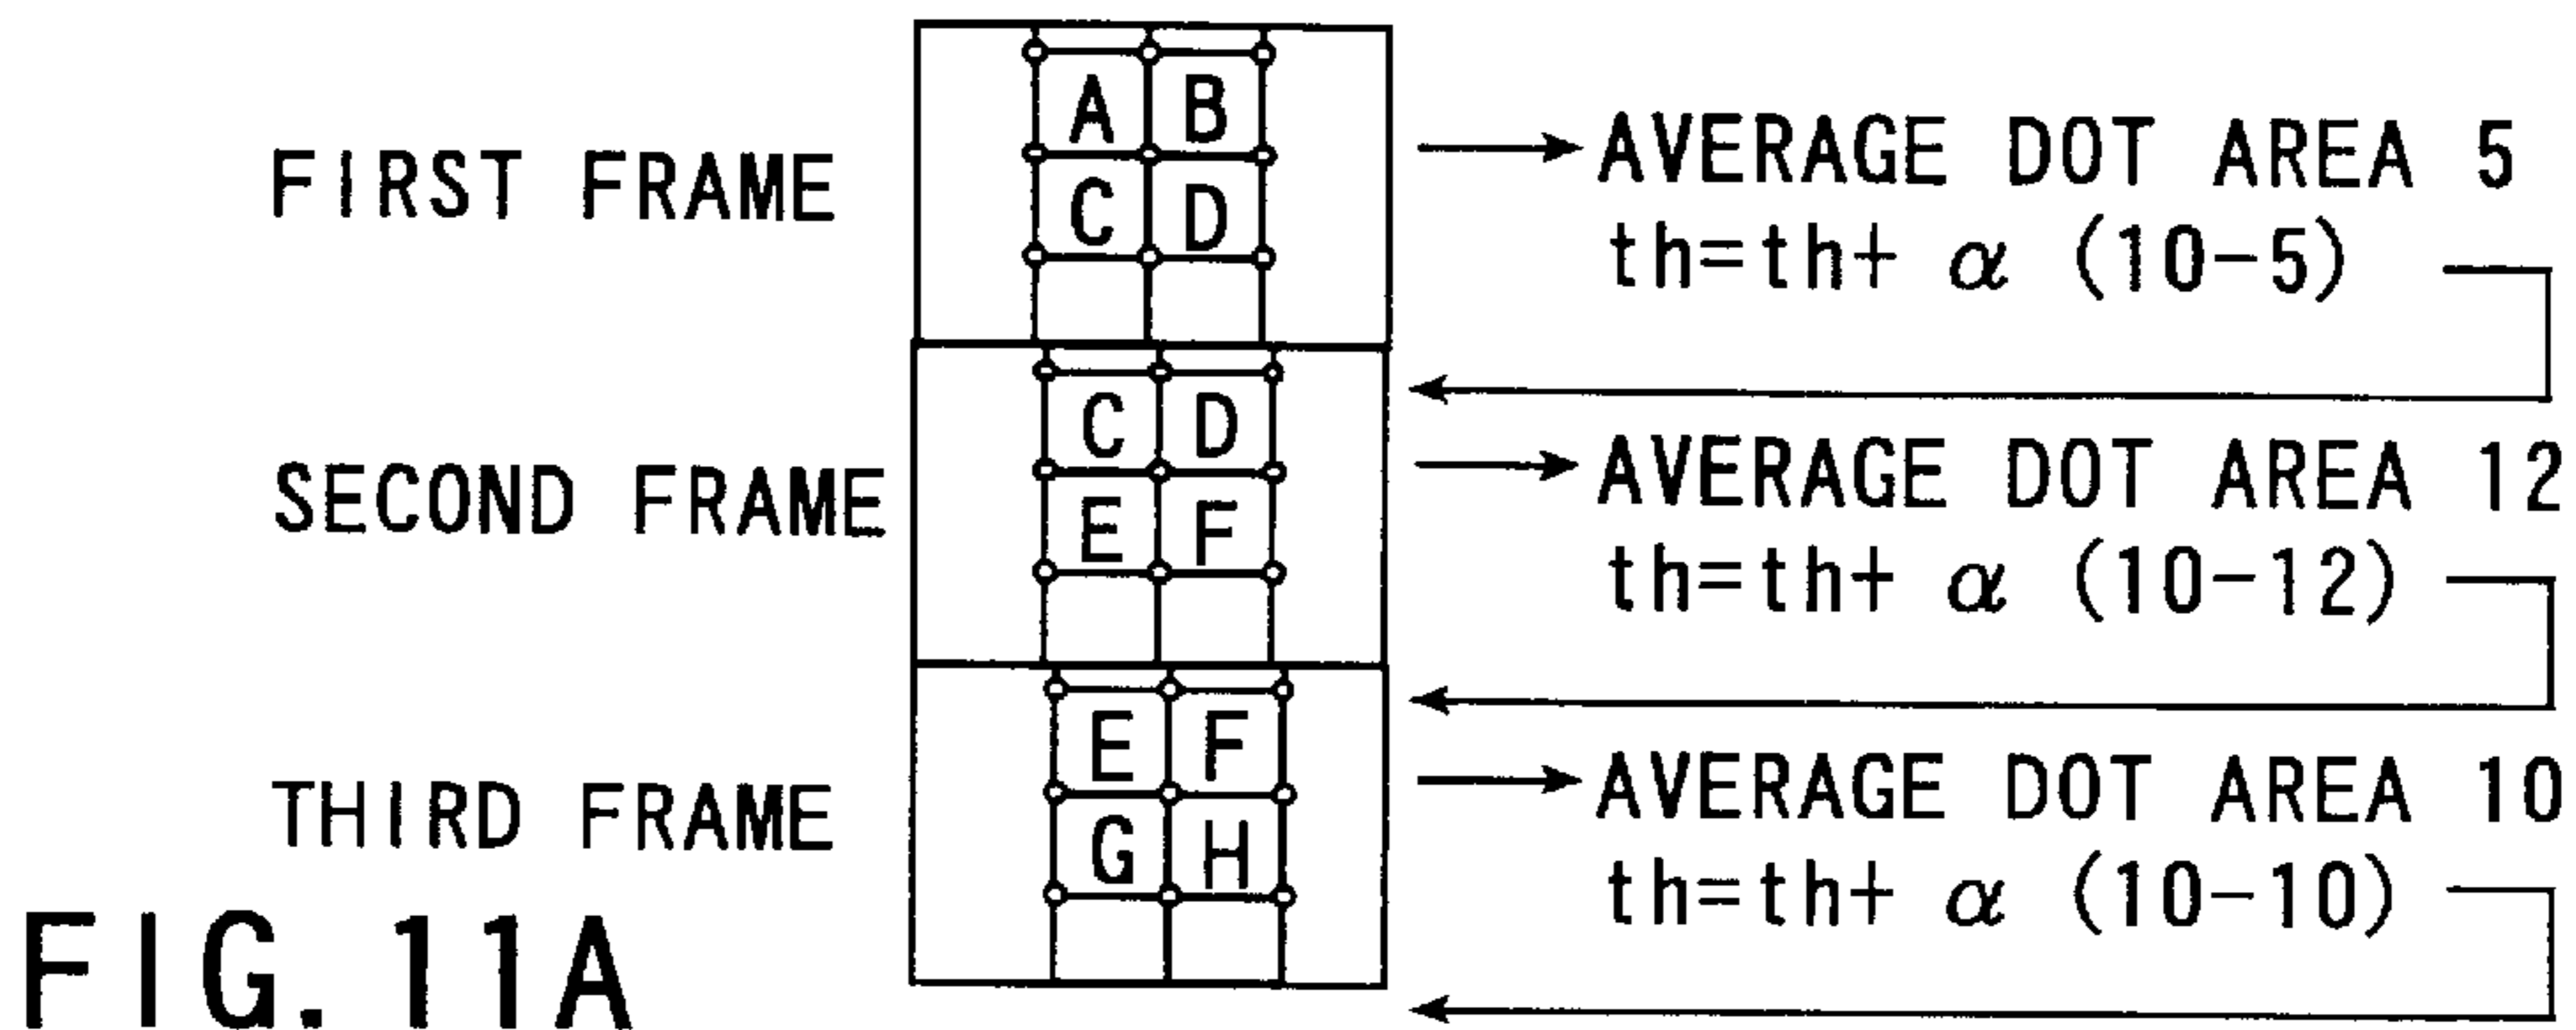 A B
AVERAGE DOT AREA 5
FIRST FRAME
C D
th=th+ α (10-5)
C D
AVERAGE DOT AREA 12
SECOND FRAME
E F
th=th+ α (10-12)
E F
AVERAGE DOT AREA 10
THIRD FRAME
G H
th=th+ α (10-10)
FIG. 11A